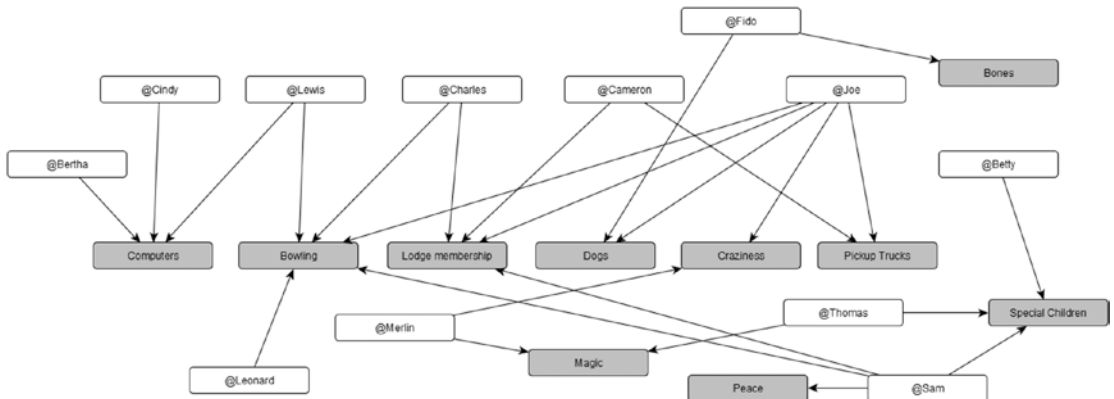 @Fido
Bones
@Cindy
@Lewis
@Charles
@Cameron
@Joe
@Bertha
@Betty
Computers
Bowling
Lodge membership
Dogs
Craziness
Pickup Trucks
@Merlin
@Thomas
Special Children
Magic
@Leonard
Peace
@Sam